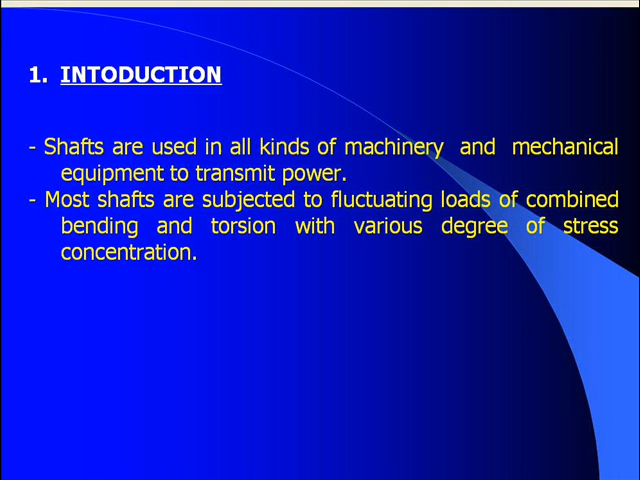 1. INTODUCTION
- Shafts are used in all kinds of machinery and mechanical
equipment to transmit power.
- Most shafts are subjected to fluctuating loads of combined
bending and torsion with various degree of stress
concentration.